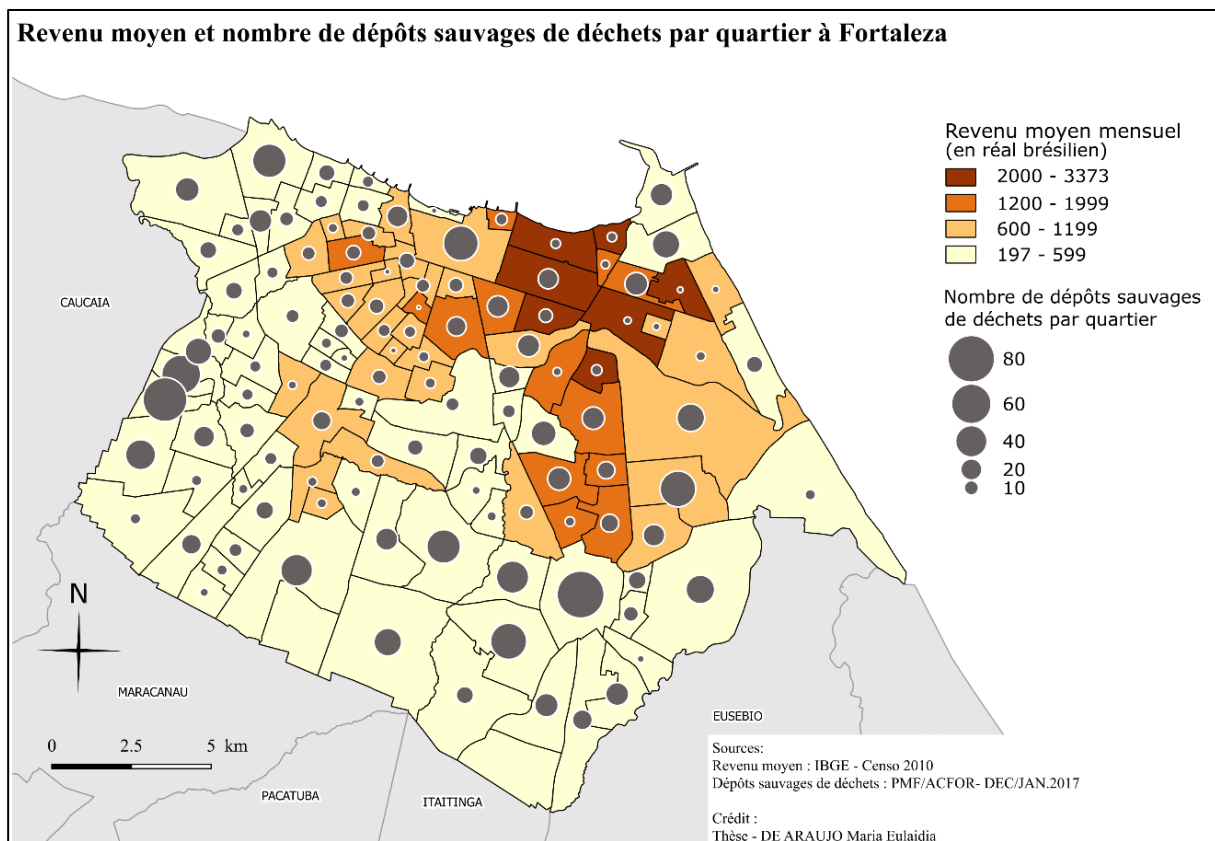 Revenu moyen et nombre de dépôts sauvages de déchets par quartier à Fortaleza
Revenu moyen mensuel
(en réal brésilien)
2000 - 3373
1200 - 1999
600 - 1199
197 - 599
Nombre de dépôts sauvages
de déchets par quartier
80
60
40
20
10
CAUCAIA
N
MARACANAU
0 2.5 5 km
PACATUBA
ITAITINGA
EUSEBIO
Sources:
Revenu moyen : IBGE - Censo 2010
Dépôts sauvages de déchets : PMF/ACFOR- DEC/JAN.2017
Crédit :
Thèse - DE ARAUJO Maria Eulaidia